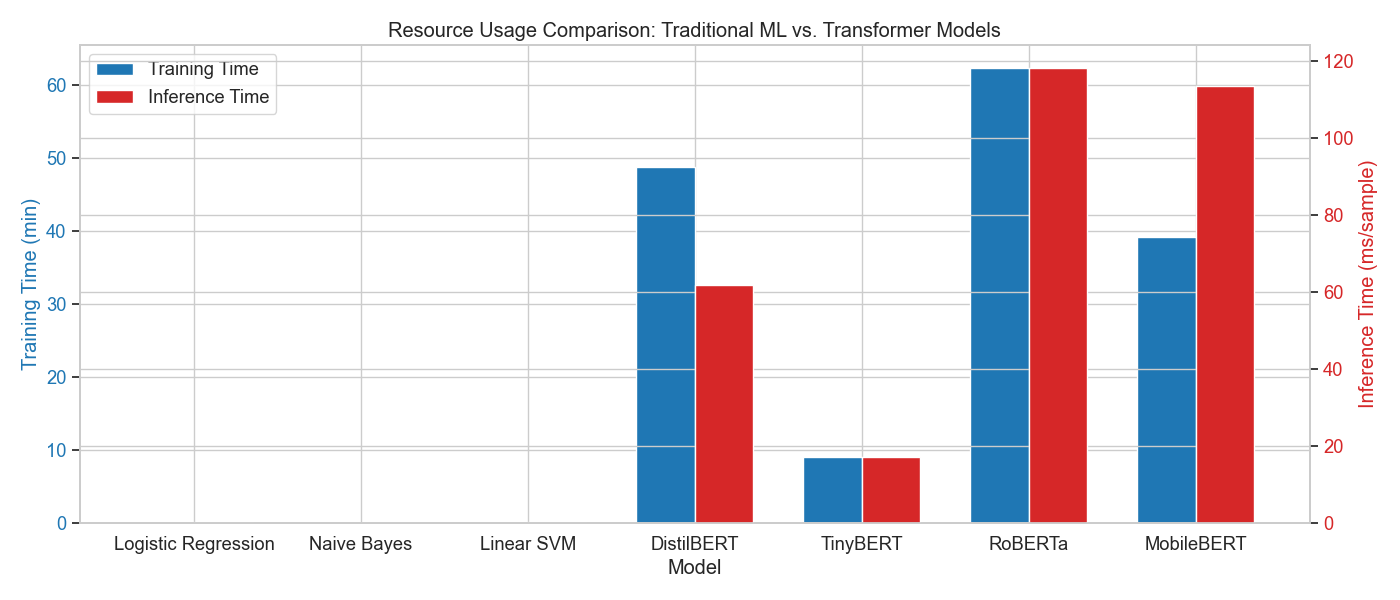 Resource Usage Comparison: Traditional ML vs. Transformer Models
Training Time
Inference Time
Training Time (min)
60
50
40
30
20
10
0
Inference Time (ms/sample)
120
100
80
60
40
20
0
Logistic Regression
Naive Bayes
Linear SVM
DistilBERT
TinyBERT
RoBERTa
MobileBERT
Model